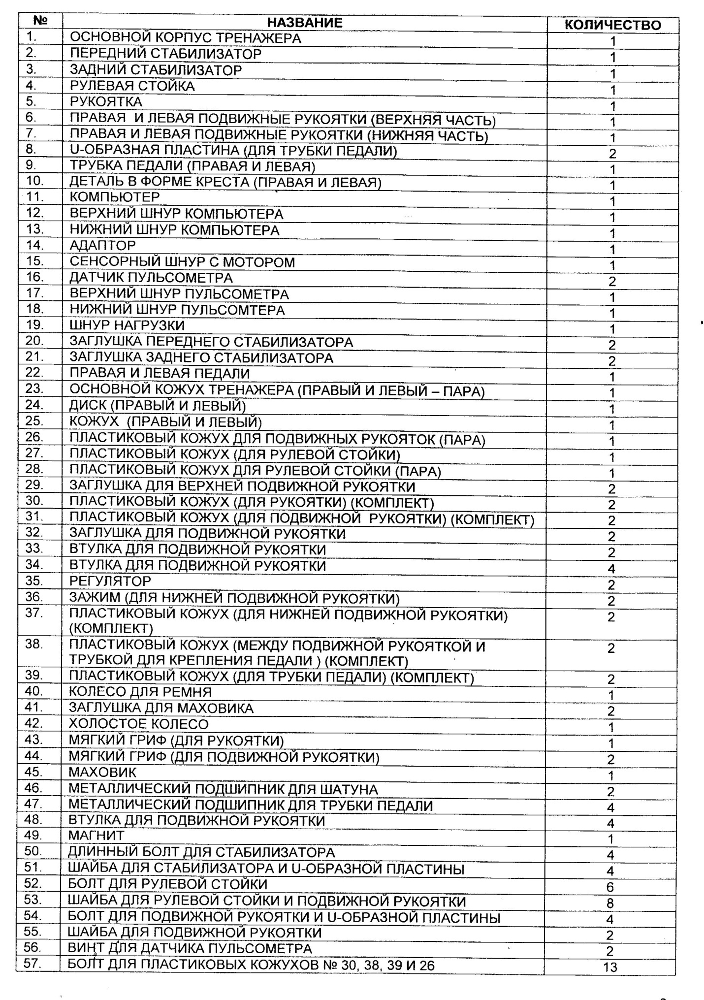 № НАЗВАНИЕ КОЛИЧЕСТВО
1. ОСНОВНОЙ КОРПУС ТРЕНАЖЕРА 1
2. ПЕРЕДНИЙ СТАБИЛИЗАТОР 1
3. ЗАДНИЙ СТАБИЛИЗАТОР 1
4. РУЛЕВАЯ СТОЙКА 1
5. РУКОЯТКА 1
6. ПРАВАЯ И ЛЕВАЯ ПОДВИЖНЫЕ РУКОЯТКИ (ВЕРХНЯЯ ЧАСТЬ) 1
7. ПРАВАЯ И ЛЕВАЯ ПОДВИЖНЫЕ РУКОЯТКИ (НИЖНЯЯ ЧАСТЬ) 1
8. U-ОБРАЗНАЯ ПЛАСТИНА (ДЛЯ ТРУБКИ ПЕДАЛИ) 2
9. ТРУБКА ПЕДАЛИ (ПРАВАЯ И ЛЕВАЯ) 1
10. ДЕТАЛЬ В ФОРМЕ КРЕСТА (ПРАВАЯ И ЛЕВАЯ) 1
11. КОМПЬЮТЕР 1
12. ВЕРХНИЙ ШНУР КОМПЬЮТЕРА 1
13. НИЖНИЙ ШНУР КОМПЬЮТЕРА 1
14. АДАПТОР 1
15. СЕНСОРНЫЙ ШНУР С МОТОРОМ 1
16. ДАТЧИК ПУЛЬСОМЕТРА 2
17. ВЕРХНИЙ ШНУР ПУЛЬСОМЕТРА 1
18. НИЖНИЙ ШНУР ПУЛЬСОМТЕРА 1
19. ШНУР НАГРУЗКИ 1
20. ЗАГЛУШКА ПЕРЕДНЕГО СТАБИЛИЗАТОРА 2
21. ЗАГЛУШКА ЗАДНЕГО СТАБИЛИЗАТОРА 2
22. ПРАВАЯ И ЛЕВАЯ ПЕДАЛИ 1
23. ОСНОВНОЙ КОЖУХ ТРЕНАЖЕРА (ПРАВЫЙ И ЛЕВЫЙ – ПАРА) 1
24. ДИСК (ПРАВЫЙ И ЛЕВЫЙ) 1
25. КОЖУХ (ПРАВЫЙ И ЛЕВЫЙ) 1
26. ПЛАСТИКОВЫЙ КОЖУХ ДЛЯ ПОДВИЖНЫХ РУКОЯТОК (ПАРА) 1
27. ПЛАСТИКОВЫЙ КОЖУХ (ДЛЯ РУЛЕВОЙ СТОЙКИ) 1
28. ПЛАСТИКОВЫЙ КОЖУХ ДЛЯ РУЛЕВОЙ СТОЙКИ (ПАРА) 1
29. ЗАГЛУШКА ДЛЯ ВЕРХНЕЙ ПОДВИЖНОЙ РУКОЯТКИ 2
30. ПЛАСТИКОВЫЙ КОЖУХ (ДЛЯ РУКОЯТКИ) (КОМПЛЕКТ) 2
31. ПЛАСТИКОВЫЙ КОЖУХ (ДЛЯ ПОДВИЖНОЙ РУКОЯТКИ) (КОМПЛЕКТ) 2
32. ЗАГЛУШКА ДЛЯ ПОДВИЖНОЙ РУКОЯТКИ 2
33. ВТУЛКА ДЛЯ ПОДВИЖНОЙ РУКОЯТКИ 2
34. ВТУЛКА ДЛЯ ПОДВИЖНОЙ РУКОЯТКИ 4
35. РЕГУЛЯТОР 2
36. ЗАЖИМ (ДЛЯ НИЖНЕЙ ПОДВИЖНОЙ РУКОЯТКИ) 2
37. ПЛАСТИКОВЫЙ КОЖУХ (ДЛЯ НИЖНЕЙ ПОДВИЖНОЙ РУКОЯТКИ) 2
(КОМПЛЕКТ)
38. ПЛАСТИКОВЫЙ КОЖУХ (МЕЖДУ ПОДВИЖНОЙ РУКОЯТКОЙ И 2
ТРУБКОЙ ДЛЯ КРЕПЛЕНИЯ ПЕДАЛИ ) (КОМПЛЕКТ)
39. ПЛАСТИКОВЫЙ КОЖУХ (ДЛЯ ТРУБКИ ПЕДАЛИ) (КОМПЛЕКТ) 2
40. КОЛЕСО ДЛЯ РЕМНЯ 1
41. ЗАГЛУШКА ДЛЯ МАХОВИКА 2
42. ХОЛОСТОЕ КОЛЕСО 1
43. МЯГКИЙ ГРИФ (ДЛЯ РУКОЯТКИ) 1
44. МЯГКИЙ ГРИФ (ДЛЯ ПОДВИЖНОЙ РУКОЯТКИ) 2
45. МАХОВИК 1
46. МЕТАЛЛИЧЕСКИЙ ПОДШИПНИК ДЛЯ ШАТУНА 2
47. МЕТАЛЛИЧЕСКИЙ ПОДШИПНИК ДЛЯ ТРУБКИ ПЕДАЛИ 4
48. ВТУЛКА ДЛЯ ПОДВИЖНОЙ РУКОЯТКИ 4
49. МАГНИТ 1
50. ДЛИННЫЙ БОЛТ ДЛЯ СТАБИЛИЗАТОРА 4
51. ШАЙБА ДЛЯ СТАБИЛИЗАТОРА И U-ОБРАЗНОЙ ПЛАСТИНЫ 4
52. БОЛТ ДЛЯ РУЛЕВОЙ СТОЙКИ 6
53. ШАЙБА ДЛЯ РУЛЕВОЙ СТОЙКИ И ПОДВИЖНОЙ РУКОЯТКИ 8
54. БОЛТ ДЛЯ ПОДВИЖНОЙ РУКОЯТКИ И U-ОБРАЗНОЙ ПЛАСТИНЫ 4
55. ШАЙБА ДЛЯ ПОДВИЖНОЙ РУКОЯТКИ 2
56. ВИНТ ДЛЯ ДАТЧИКА ПУЛЬСОМЕТРА 2
57. БОЛТ ДЛЯ ПЛАСТИКОВЫХ КОЖУХОВ № 30, 38, 39 И 26 13